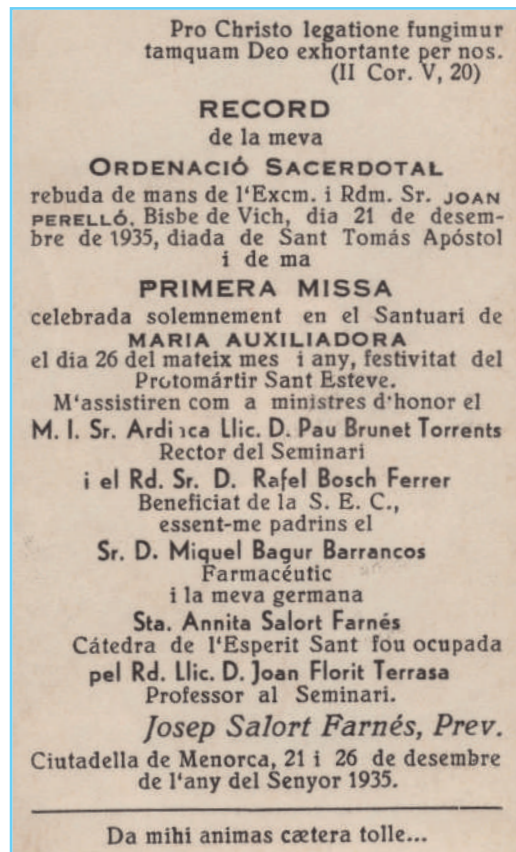 Pro Christo legatione fungimur
tamquam Deo exhortante per nos.
(II Cor. V, 20)
RECORD
de la meva
ORDENACIÓ SACERDOTAL
rebuda de mans de l‘Excm. i Rdm. Sr. JOAN
PERELLÓ. Bisbe de Vich, dia 21 de desem-
bre de 1935, diada de Sant Tomás Apóstol
i de ma
PRIMERA MISSA
celebrada solemnement en el Santuari de
MARIA AUXILIADORA
el dia 26 del mateix mes i any, festivitat del
Protomártir Sant Esteve.
M‘assistiren com a ministres d‘honor el
M. I. Sr. Ardiaca Llic. D. Pau Brunet Torrents
Rector del Seminari
i el Rd. Sr. D. Rafel Bosch Ferrer
Beneficiat de la S. E. C.,
essent-me padrins el
Sr. D. Miquel Bagur Barrancos
Farmacéutic
i la meva germana
Sta. Annita Salort Farnés
Cátedra de l‘Esperit Sant fou ocupada
pel Rd. Llic. D. Joan Florit Terrasa
Professor al Seminari.
Josep Salort Farnés, Prev.
Ciutadella de Menorca, 21 i 26 de desembre
de l‘any del Senyor 1935.
Da mihi animas cætera tolle...